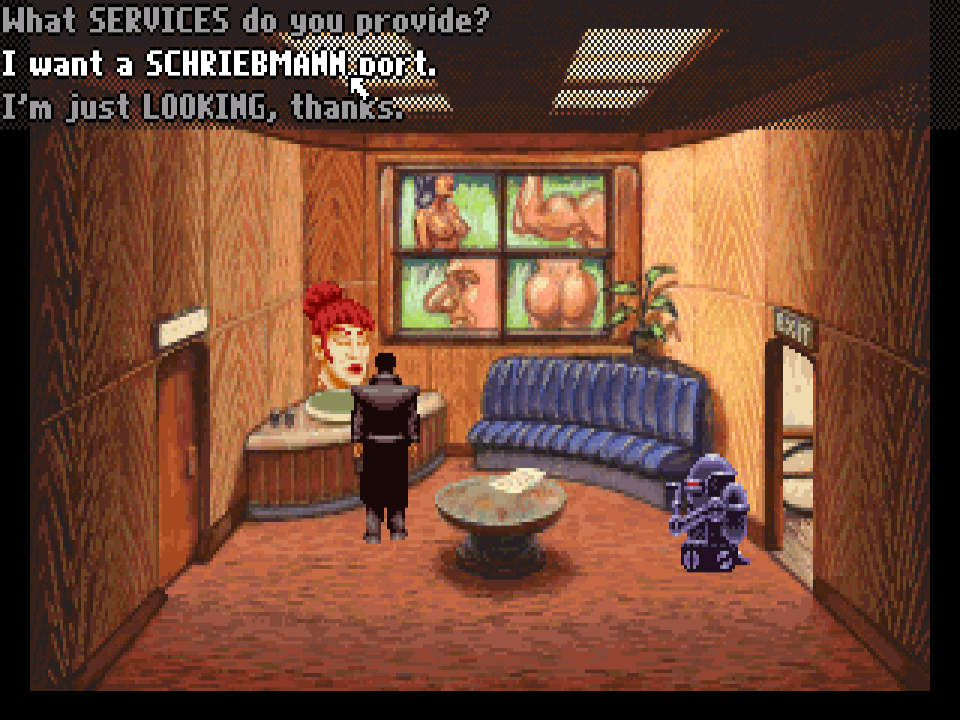 What SERVICES do you provide?
I want a SCHRIEBMANN port.
I'm just LOOKING, thanks.
EXIT